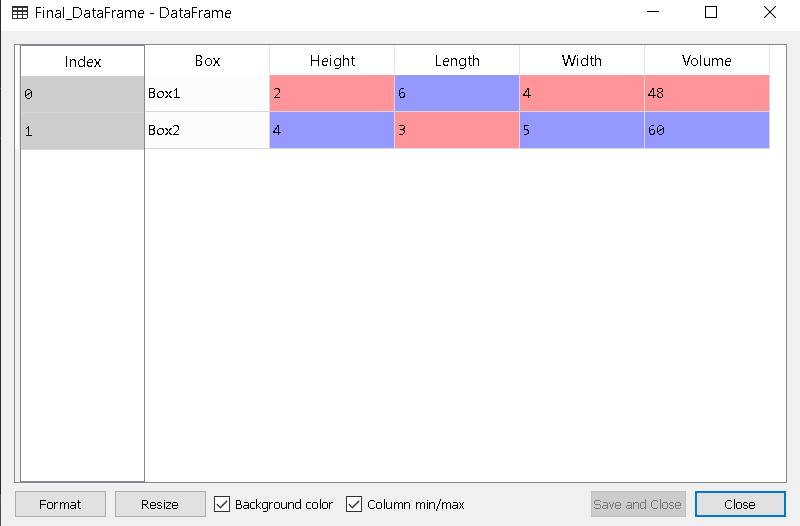 Final_DataFrame - DataFrame
Index Box Height Length Width Volume
0 Box1 2 6 4 48
1 Box2 4 3 5 60
Format Resize Background color Column min/max Save and Close Close